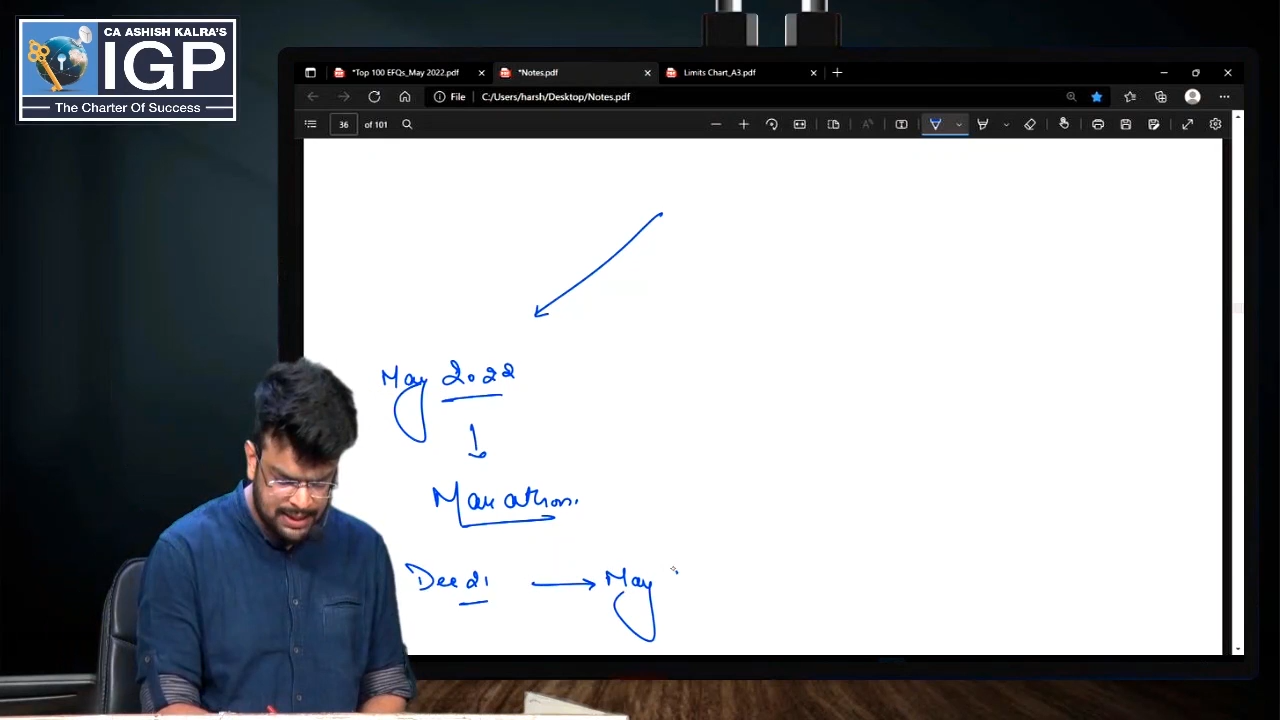 CA ASHISH KALRA'S
IGP
The Charter Of Success
*Top 100 EFQs_May 2022.pdf
*Notes.pdf
Limits Chart_A3.pdf
File
C:/Users/harsh/Desktop/Notes.pdf
36 of 101
May 2022
Marathon.
Dec 21 → May